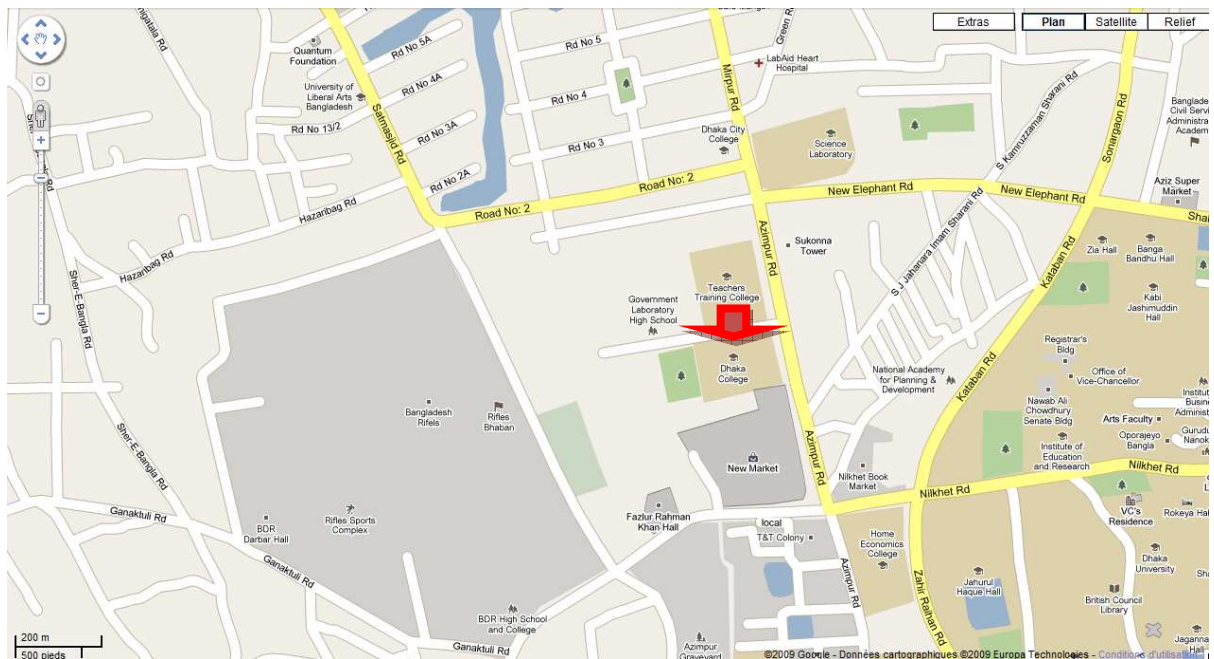 Extras
Plan
Satellite
Relief
Quantum
Foundation
University of
Liberal Arts
Bangladesh
Rd No 5A
Rd No 4A
Rd No 13/2
Rd No 3A
Rd No 2A
Satmasjid Rd
Rd No 5
Rd No 4
Rd No 3
Road No: 2
Road No: 2
Mirpur Rd
Green Rd
LabAid Heart
Hospital
Dhaka City
College
Science
Laboratory
S Kamruzzaman Sharani Rd
Sonargaon Rd
Civil
Academ
Aziz Super
Market
New Elephant Rd
New Elephant Rd
Hazaribag Rd
Hazaribag Rd
Sher-E-Bangla Rd
Sher-E-Bangla Rd
Azimpur Rd
Sukonna
Tower
S J Jahanara Imam Sharani Rd
Kataban Rd
Kataban Rd
Zia Hall
Banga
Bandhu Hall
Kabi
Jashimuddin
Hall
Teachers
Training College
Government
Laboratory
High School
Dhaka
College
National Academy
for Planning &
Development
Registrar's
Bldg
Office of
Vice-Chancellor
Nawab Ali
Chowdhury
Senate Bldg
Arts Faculty
Oporajeyo
Bangla
Institute of
Education
and Research
Bangladesh
Rifels
Rifles
Bhaban
New Market
Azimpur Rd
Nilkhet Book
Market
Nilkhet Rd
Nilkhet Rd
VC's
Residence
Rokeya Hal
Ganaktuli Rd
BDR
Darbar Hall
Rifles Sports
Complex
Fazlur Rahman
Khan Hall
local
T&T Colony
Home
Economics
College
Ganaktuli Rd
Azimpur Rd
Zahir Raihan Rd
Jahurul
Haque Hall
Dhaka
University
British Council
Library
BDR High School
and College
Ganaktuli Rd
Azimpur
Graveyard
Jaganna
Hall
200 m
500 pieds
©2009 Google - Données cartographiques ©2009 Europa Technologies - Conditions d'utilisation